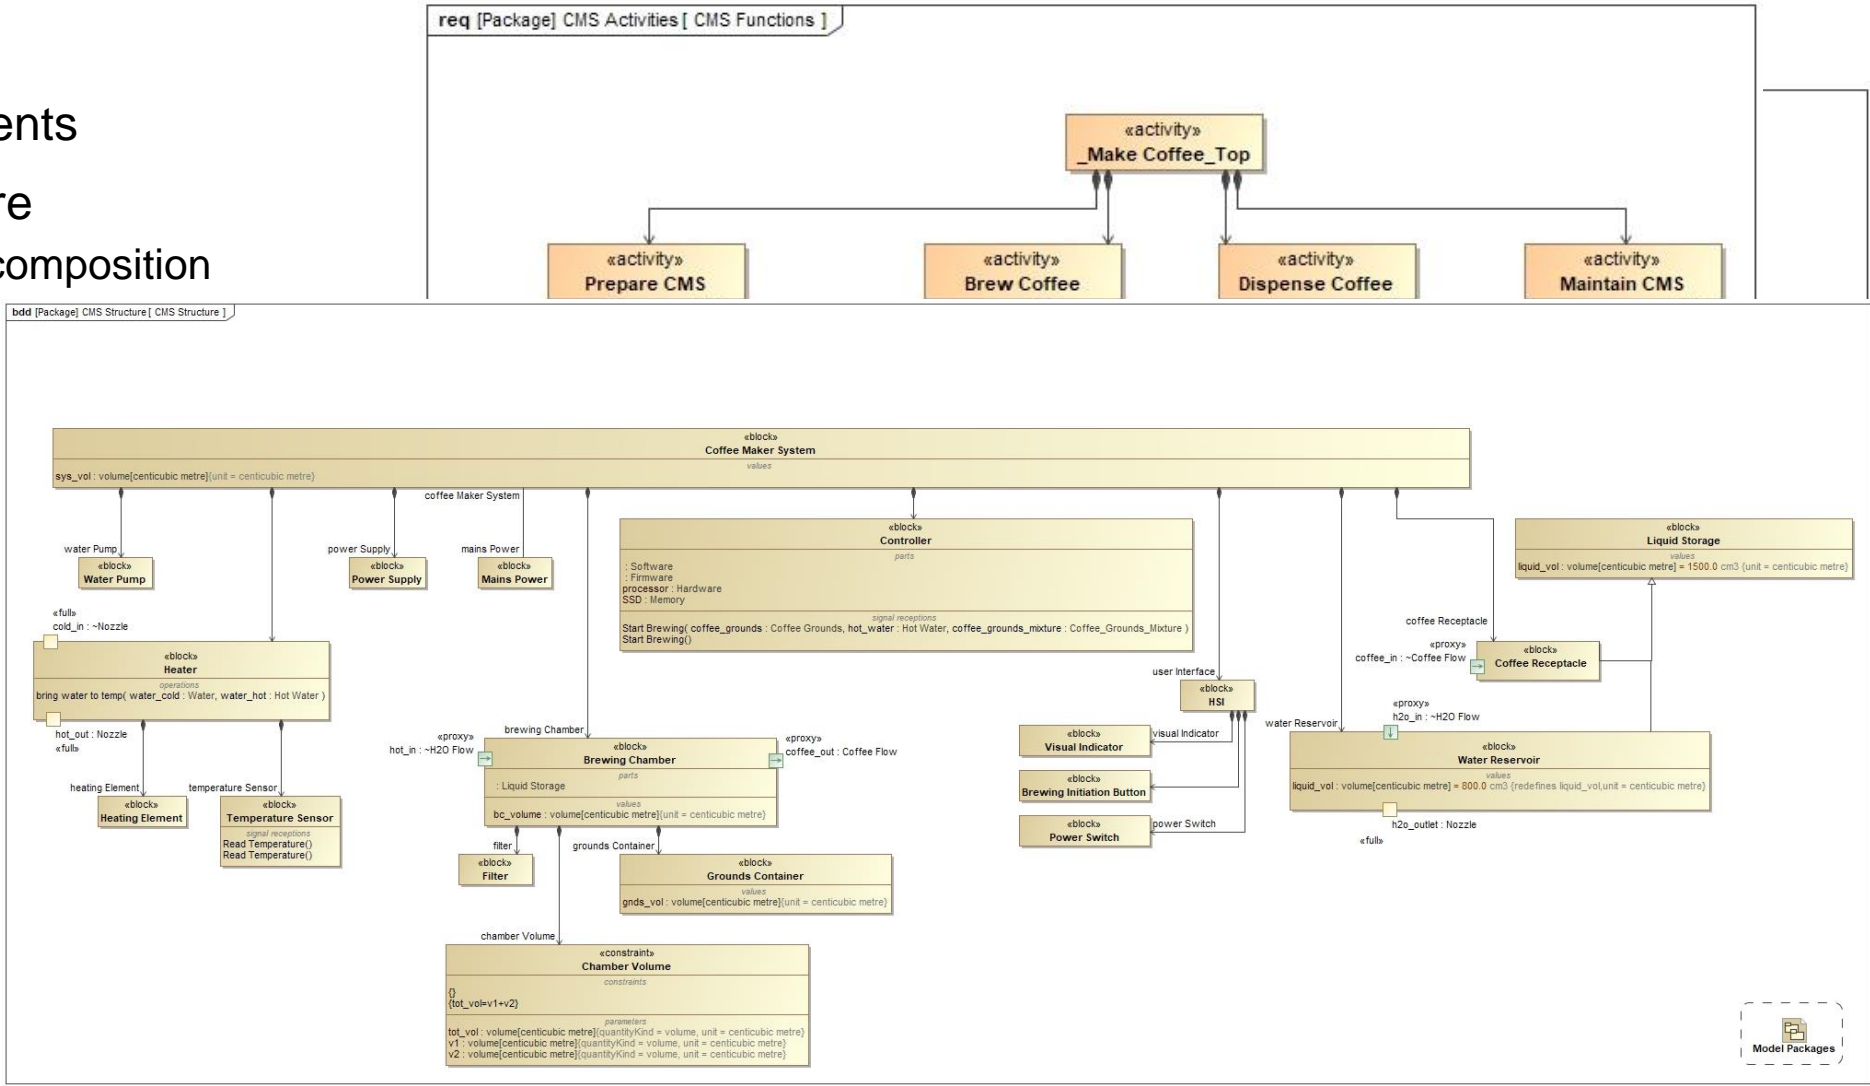 req [Package] CMS Activities [ CMS Functions ]
ents
re
composition
«activity»
_Make Coffee_Top
«activity»
Prepare CMS
«activity»
Brew Coffee
«activity»
Dispense Coffee
«activity»
Maintain CMS
bdd [Package] CMS Structure [ CMS Structure ]
«block»
Coffee Maker System
values
sys_vol : volume[centicubic metre]{unit = centicubic metre}
coffee Maker System
water Pump
«block»
Water Pump
power Supply
«block»
Power Supply
mains Power
«block»
Mains Power
«block»
Controller
parts
: Software
: Firmware
processor : Hardware
SSD : Memory
signal receptions
Start Brewing( coffee_grounds : Coffee Grounds, hot_water : Hot Water, coffee_grounds_mixture : Coffee_Grounds_Mixture )
Start Brewing()
«block»
Liquid Storage
values
liquid_vol : volume[centicubic metre] = 1500.0 cm3 {unit = centicubic metre}
«full»
cold_in : ~Nozzle
«block»
Heater
operations
bring water to temp( water_cold : Water, water_hot : Hot Water )
hot_out : Nozzle
«full»
heating Element
«block»
Heating Element
temperature Sensor
«block»
Temperature Sensor
signal receptions
Read Temperature()
Read Temperature()
coffee Receptacle
«proxy»
coffee_in : ~Coffee Flow
«block»
Coffee Receptacle
user Interface
«block»
HSI
visual Indicator
«block»
Visual Indicator
«block»
Brewing Initiation Button
power Switch
«block»
Power Switch
brewing Chamber
«proxy»
hot_in : ~H2O Flow
«proxy»
coffee_out : Coffee Flow
«block»
Brewing Chamber
parts
: Liquid Storage
values
bc_volume : volume[centicubic metre]{unit = centicubic metre}
water Reservoir
«proxy»
h2o_in : ~H2O Flow
«block»
Water Reservoir
values
liquid_vol : volume[centicubic metre] = 800.0 cm3 {redefines liquid_vol,unit = centicubic metre}
h2o_outlet : Nozzle
«full»
filter
«block»
Filter
grounds Container
«block»
Grounds Container
values
gnds_vol : volume[centicubic metre]{unit = centicubic metre}
chamber Volume
«constraint»
Chamber Volume
constraints
{}
{tot_vol=v1+v2}
parameters
tot_vol : volume[centicubic metre]{quantityKind = volume, unit = centicubic metre}
v1 : volume[centicubic metre]{quantityKind = volume, unit = centicubic metre}
v2 : volume[centicubic metre]{quantityKind = volume, unit = centicubic metre}
Model Packages